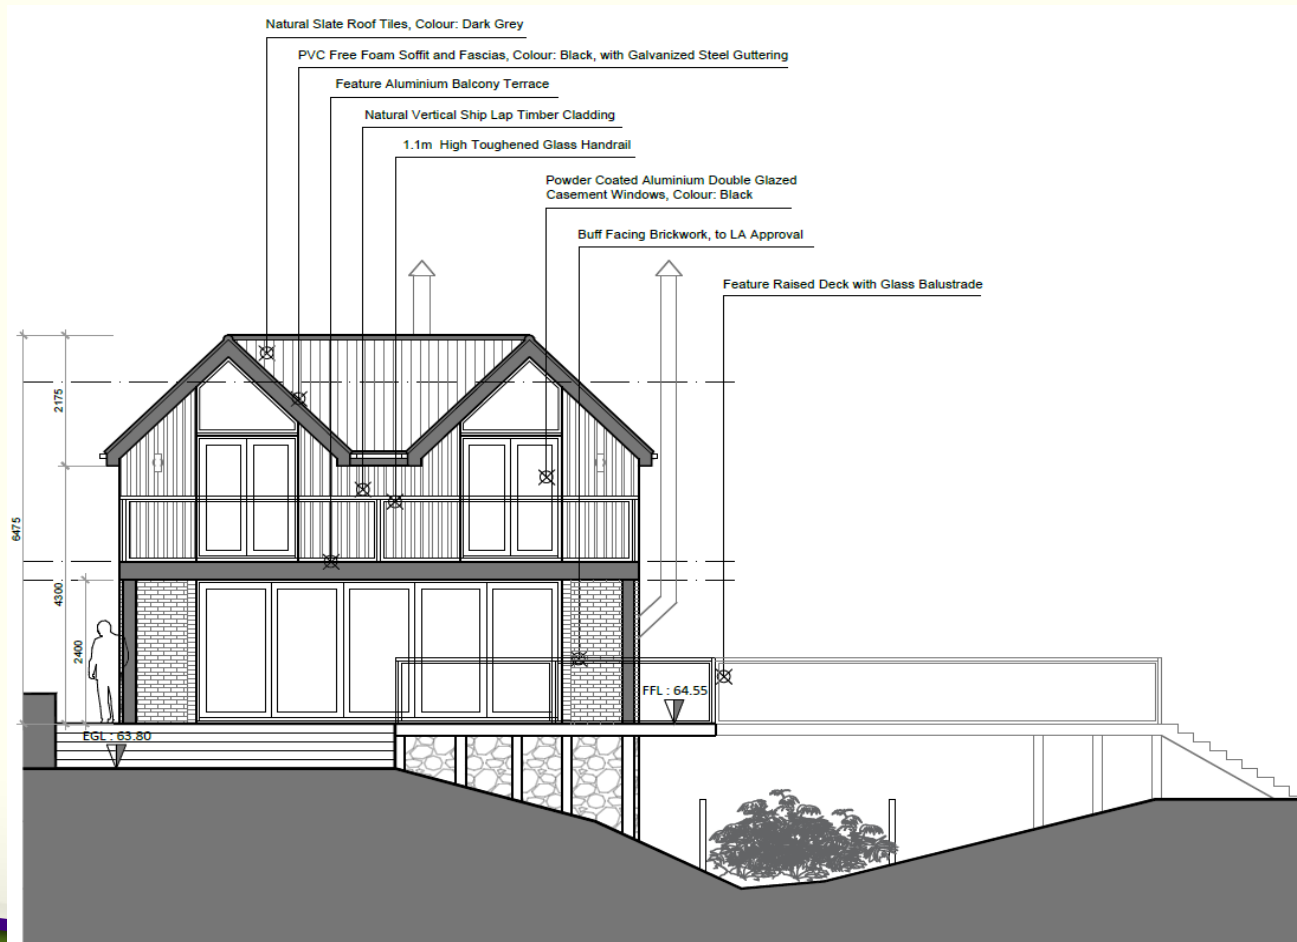 Natural Slate Roof Tiles, Colour: Dark Grey
PVC Free Foam Soffit and Fascias, Colour: Black, with Galvanized Steel Guttering
Feature Aluminium Balcony Terrace
Natural Vertical Ship Lap Timber Cladding
1.1m High Toughened Glass Handrail
Powder Coated Aluminium Double Glazed
Casement Windows, Colour: Black
Buff Facing Brickwork, to LA Approval
Feature Raised Deck with Glass Balustrade
2175
6475
4300
2400
FFL : 64.55
EGL : 63.80